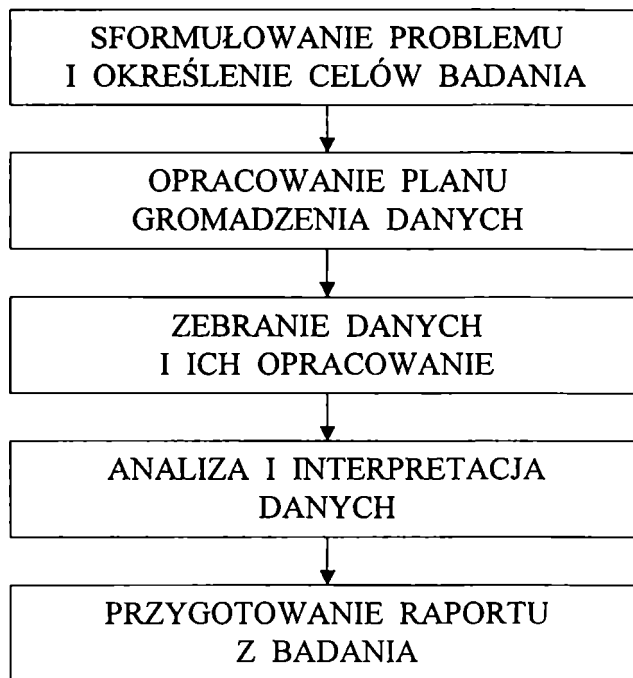 SFORMUŁOWANIE PROBLEMU
I OKREŚLENIE CELÓW BADANIA
OPRACOWANIE PLANU
GROMADZENIA DANYCH
ZEBRANIE DANYCH
I ICH OPRACOWANIE
ANALIZA I INTERPRETACJA
DANYCH
PRZYGOTOWANIE RAPORTU
Z BADANIA